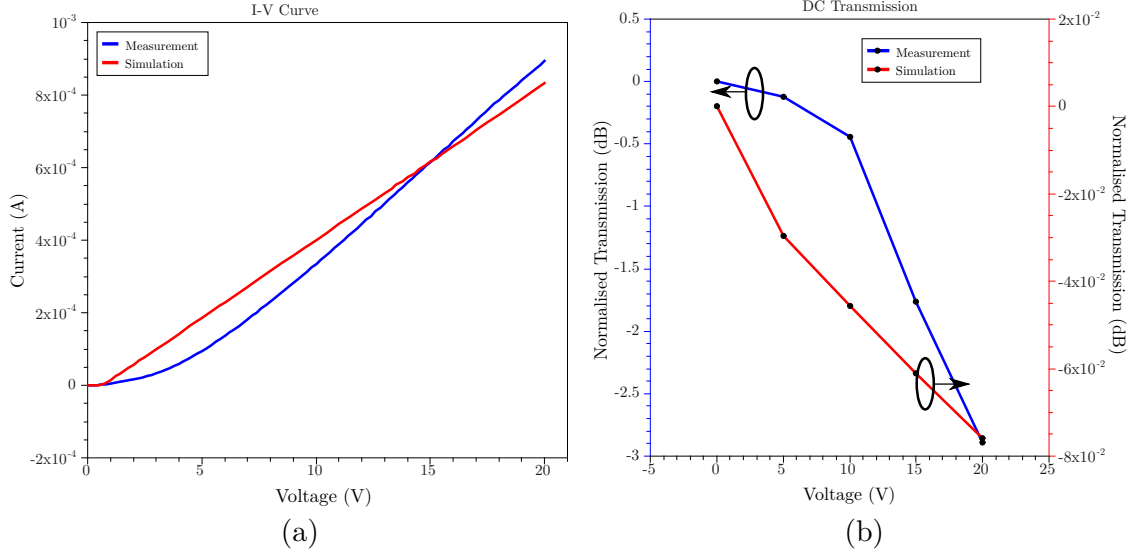 I-V Curve
10⁻³
8x10⁻⁴
6x10⁻⁴
4x10⁻⁴
2x10⁻⁴
0
-2x10⁻⁴
Current (A)
Measurement
Simulation
0
5
10
15
20
Voltage (V)
(a)
DC Transmission
0.5
0
-0.5
-1
-1.5
-2
-2.5
-3
Normalised Transmission (dB)
Measurement
Simulation
2x10⁻²
0
-2x10⁻²
-4x10⁻²
-6x10⁻²
-8x10⁻²
Normalised Transmission (dB)
-5
0
5
10
15
20
25
Voltage (V)
(b)